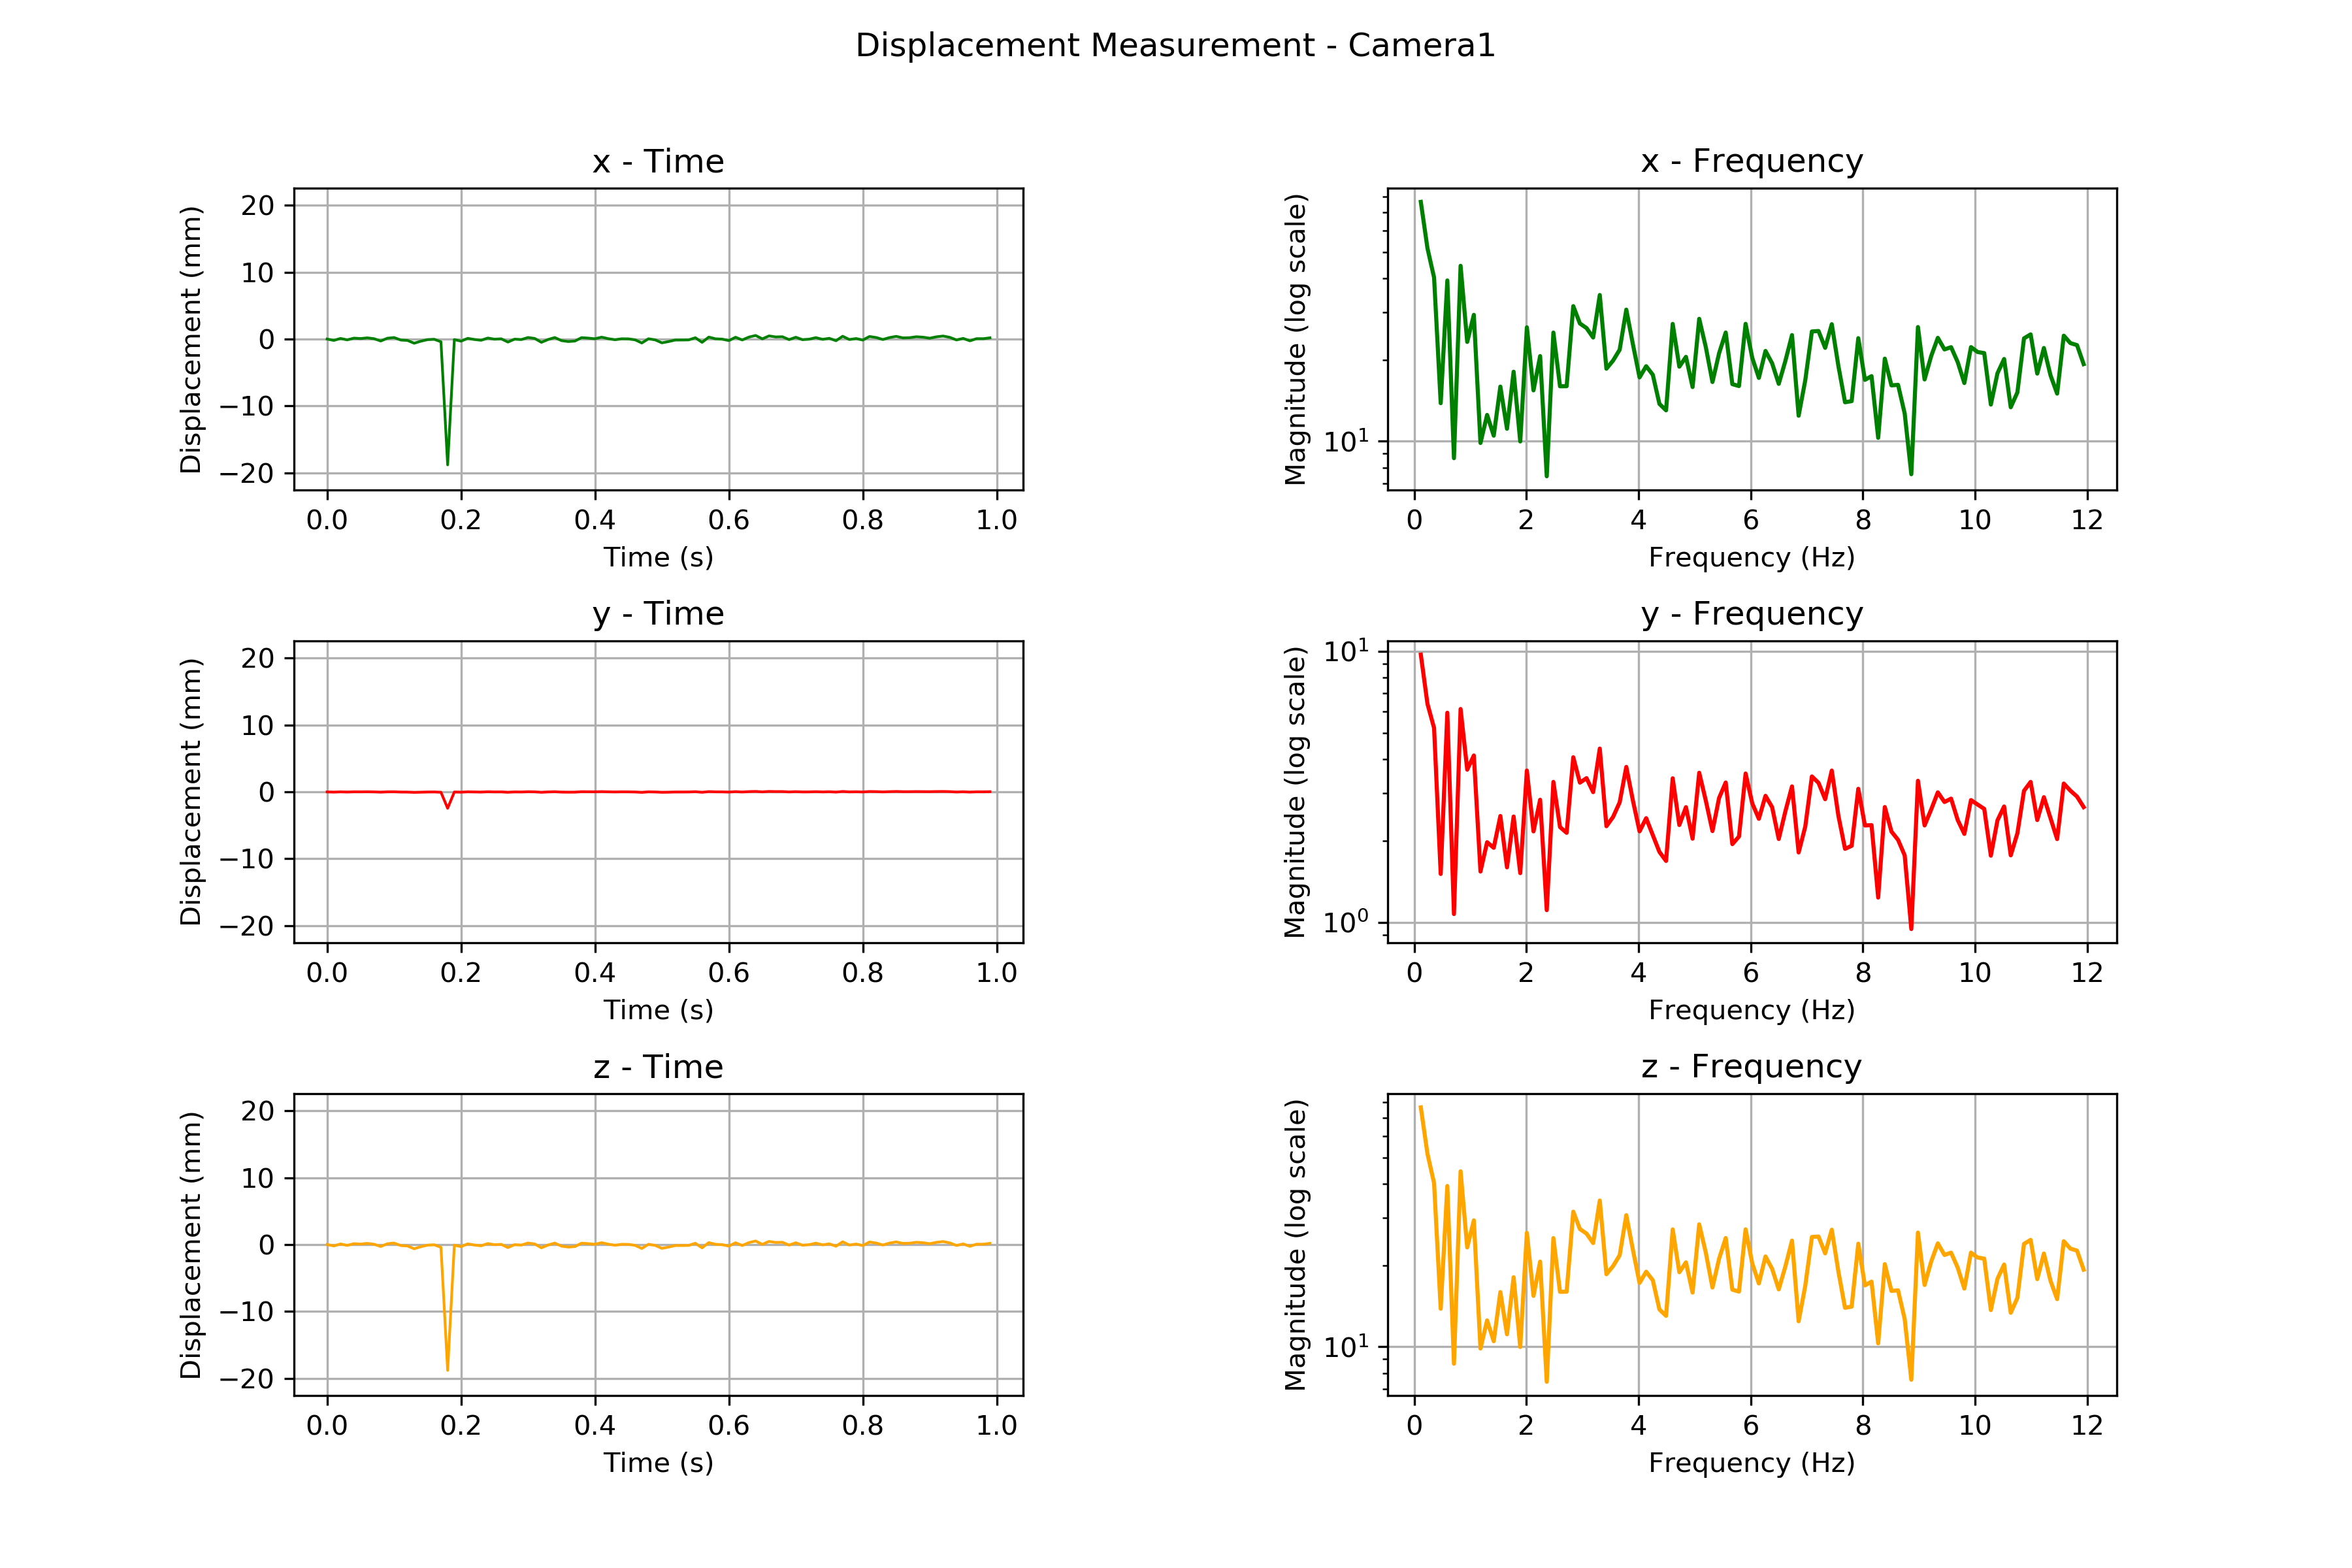 Displacement Measurement - Camera1
x - Time
Displacement (mm)
20
10
0
−10
−20
0.0 0.2 0.4 0.6 0.8 1.0
Time (s)
x - Frequency
Magnitude (log scale)
10¹
0 2 4 6 8 10 12
Frequency (Hz)
y - Time
Displacement (mm)
20
10
0
−10
−20
0.0 0.2 0.4 0.6 0.8 1.0
Time (s)
y - Frequency
Magnitude (log scale)
10¹
10⁰
0 2 4 6 8 10 12
Frequency (Hz)
z - Time
Displacement (mm)
20
10
0
−10
−20
0.0 0.2 0.4 0.6 0.8 1.0
Time (s)
z - Frequency
Magnitude (log scale)
10¹
0 2 4 6 8 10 12
Frequency (Hz)